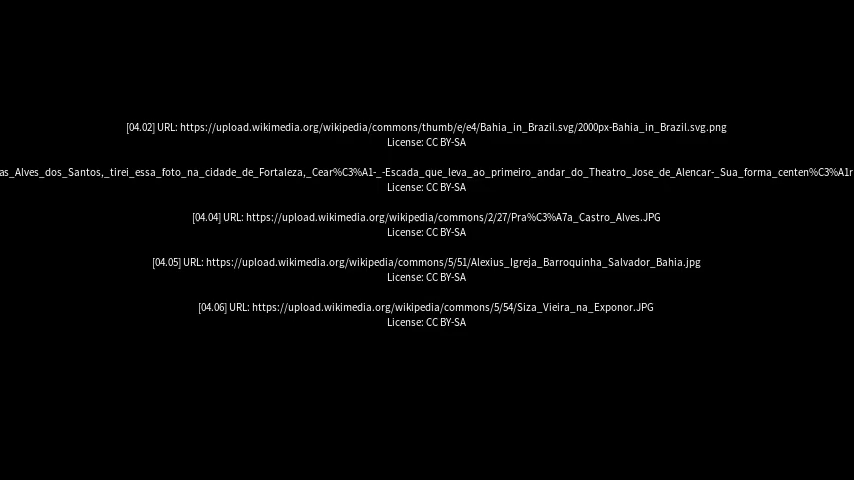 [04.02] URL: https://upload.wikimedia.org/wikipedia/commons/thumb/e/e4/Bahia_in_Brazil.svg/2000px-Bahia_in_Brazil.svg.png
License: CC BY-SA
as_Alves_dos_Santos,_tirei_essa_foto_na_cidade_de_Fortaleza,_Cear%C3%A1-_-Escada_que_leva_ao_primeiro_andar_do_Theatro_Jose_de_Alencar-_Sua_forma_centen%C3%A1r
License: CC BY-SA
[04.04] URL: https://upload.wikimedia.org/wikipedia/commons/2/27/Pra%C3%A7a_Castro_Alves.JPG
License: CC BY-SA
[04.05] URL: https://upload.wikimedia.org/wikipedia/commons/5/51/Alexius_Igreja_Barroquinha_Salvador_Bahia.jpg
License: CC BY-SA
[04.06] URL: https://upload.wikimedia.org/wikipedia/commons/5/54/Siza_Vieira_na_Exponor.JPG
License: CC BY-SA